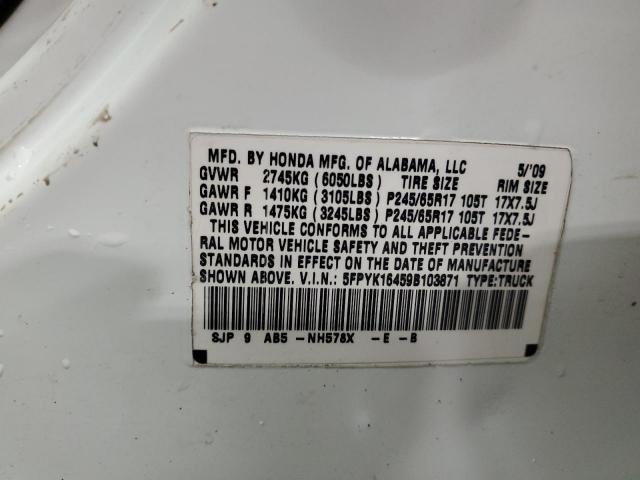 MFD. BY HONDA MFG. OF ALABAMA, LLC 5/'09
GVWR 2745KG (6050LBS) TIRE SIZE RIM SIZE
GAWR F 1410KG (3105LBS) P245/65R17 105T 17X7.5J
GAWR R 1475KG (3245LBS) P245/65R17 105T 17X7.5J
THIS VEHICLE CONFORMS TO ALL APPLICABLE FEDE-
RAL MOTOR VEHICLE SAFETY AND THEFT PREVENTION
STANDARDS IN EFFECT ON THE DATE OF MANUFACTURE
SHOWN ABOVE. V.I.N.: 5FPYK16459B103871 TYPE:TRUCK
SJP 9 AB5 -NH578X -E -B